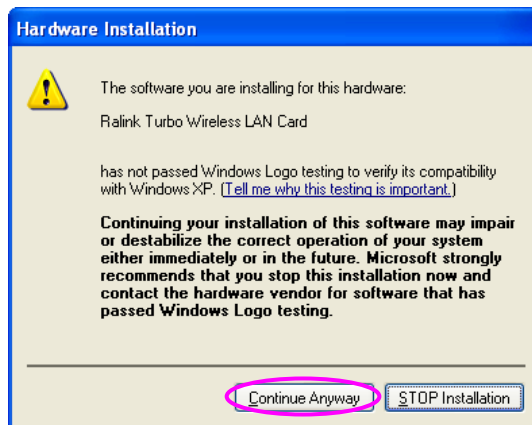 Hardware Installation
The software you are installing for this hardware:
Ralink Turbo Wireless LAN Card
has not passed Windows Logo testing to verify its compatibility
with Windows XP. (Tell me why this testing is important.)
Continuing your installation of this software may impair
or destabilize the correct operation of your system
either immediately or in the future. Microsoft strongly
recommends that you stop this installation now and
contact the hardware vendor for software that has
passed Windows Logo testing.
Continue Anyway
STOP Installation